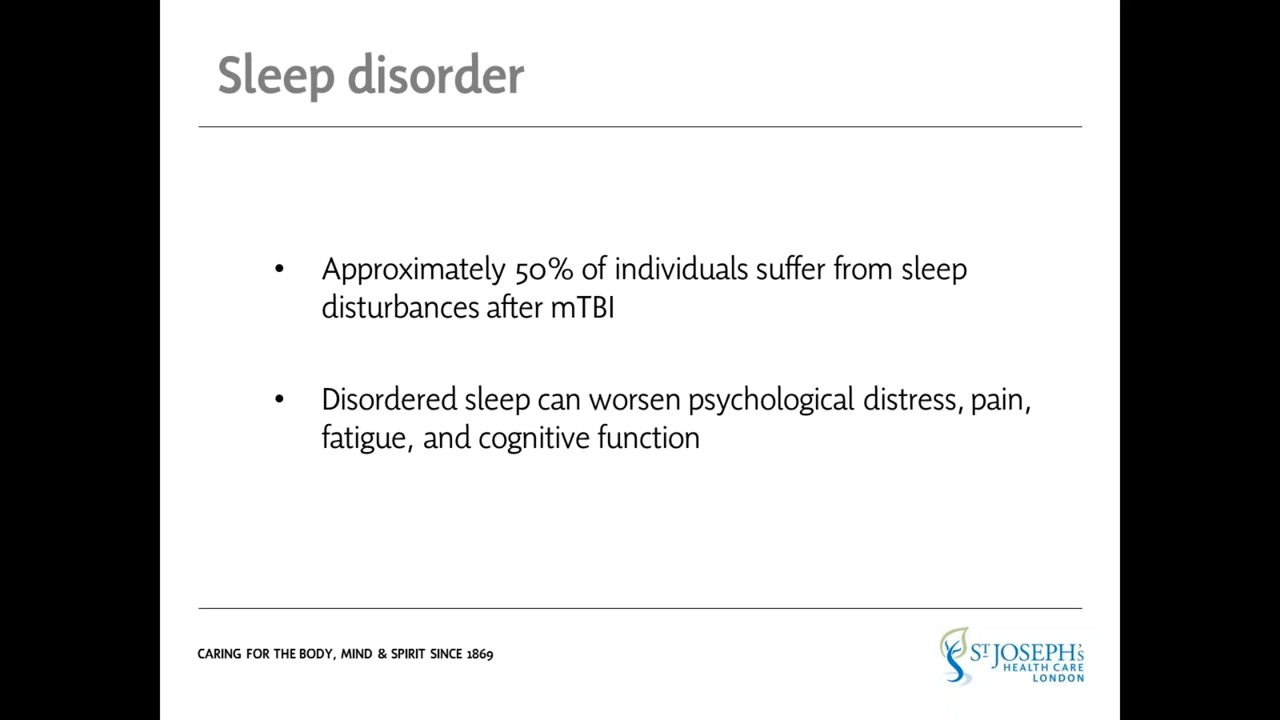 Sleep disorder
• Approximately 50% of individuals suffer from sleep
disturbances after mTBI
• Disordered sleep can worsen psychological distress, pain,
fatigue, and cognitive function
CARING FOR THE BODY, MIND & SPIRIT SINCE 1869
ST JOSEPH'S
HEALTH CARE
LONDON